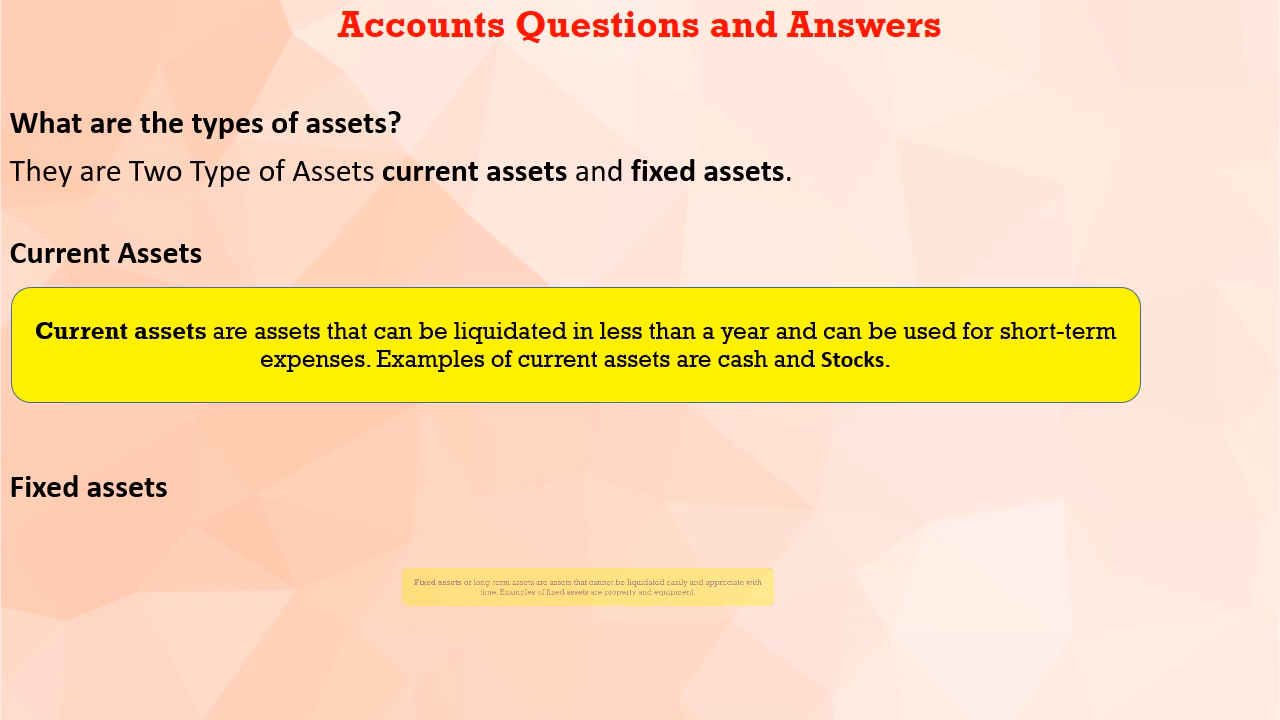 Accounts Questions and Answers
What are the types of assets?
They are Two Type of Assets current assets and fixed assets.
Current Assets
Current assets are assets that can be liquidated in less than a year and can be used for short-term
expenses. Examples of current assets are cash and Stocks.
Fixed assets
Fixed assets or long-term assets are assets that cannot be liquidated easily and appreciate with
time. Examples of fixed assets are property and equipment.